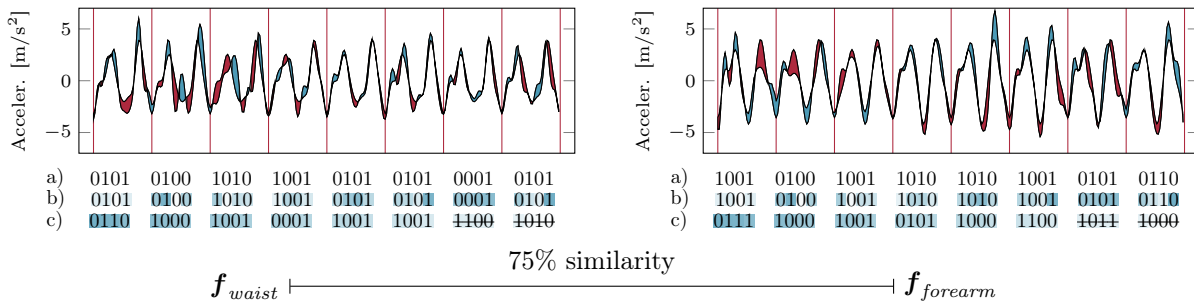 Acceler. [m/s²]
5
0
−5
a) 0101 0100 1010 1001 0101 0101 0001 0101
b) 0101 0100 1010 1001 0101 0101 0001 0101
c) 0110 1000 1001 0001 1001 1001 1100 1010
Acceler. [m/s²]
5
0
−5
a) 1001 0100 1001 1010 1010 1001 0101 0110
b) 1001 0100 1001 1010 1010 1001 0101 0110
c) 0111 1000 1001 0101 1000 1100 1011 1000
75% similarity
f waist
f forearm